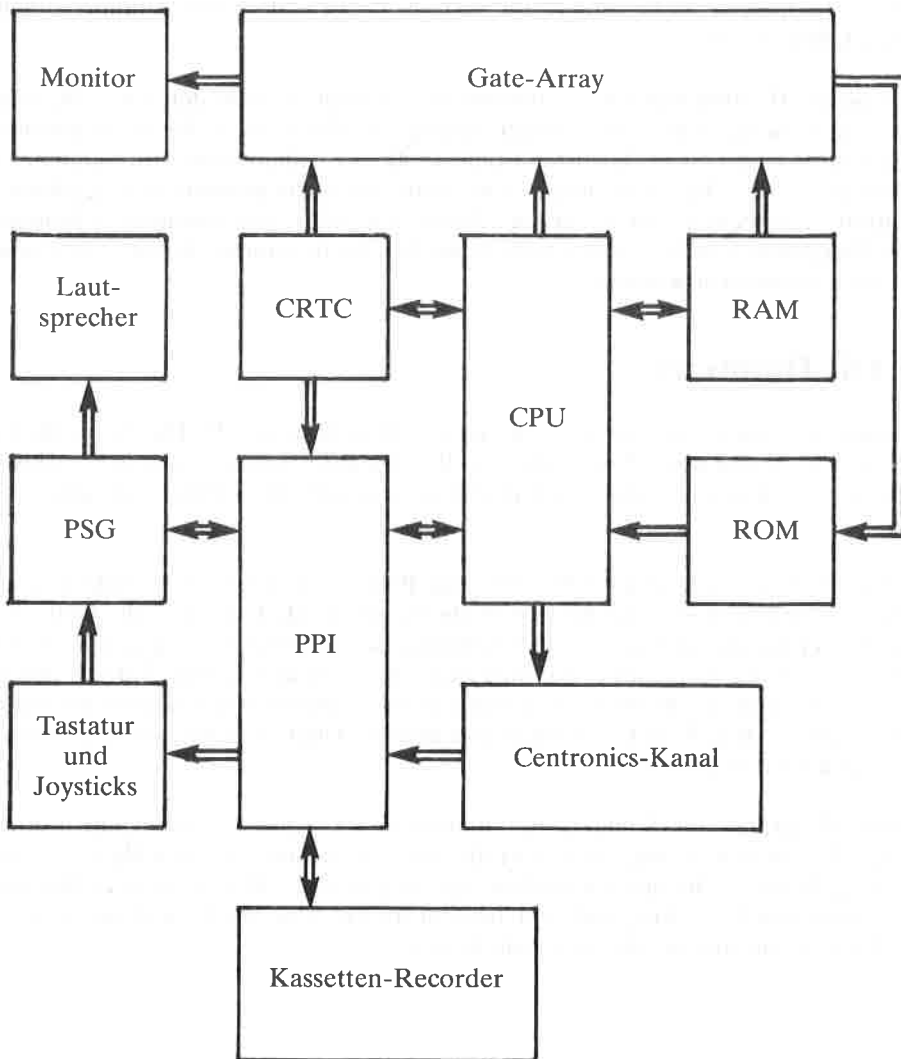 Monitor
Gate-Array
Laut-
sprecher
CRTC
CPU
RAM
PSG
PPI
ROM
Tastatur
und
Joysticks
Centronics-Kanal
Kassetten-Recorder